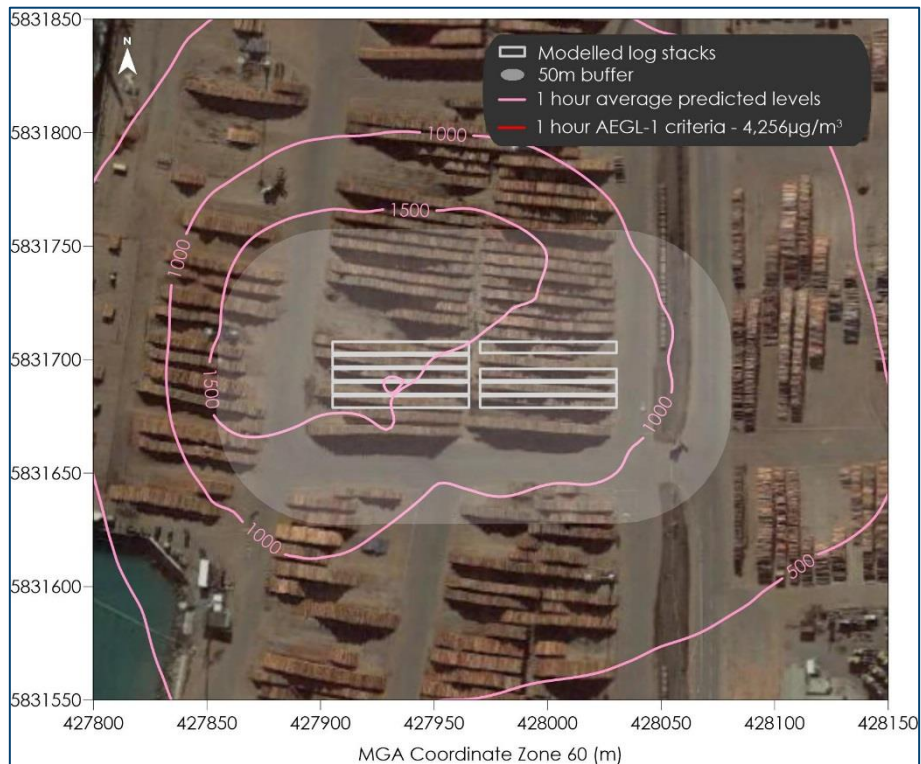 5831850
5831800
5831750
5831700
5831650
5831600
5831550
N
Modelled log stacks
50m buffer
1 hour average predicted levels
1 hour AEGL-1 criteria - 4,256µg/m³
1000
1500
1000
1500
1000
1000
500
427800 427850 427900 427950 428000 428050 428100 428150
MGA Coordinate Zone 60 (m)